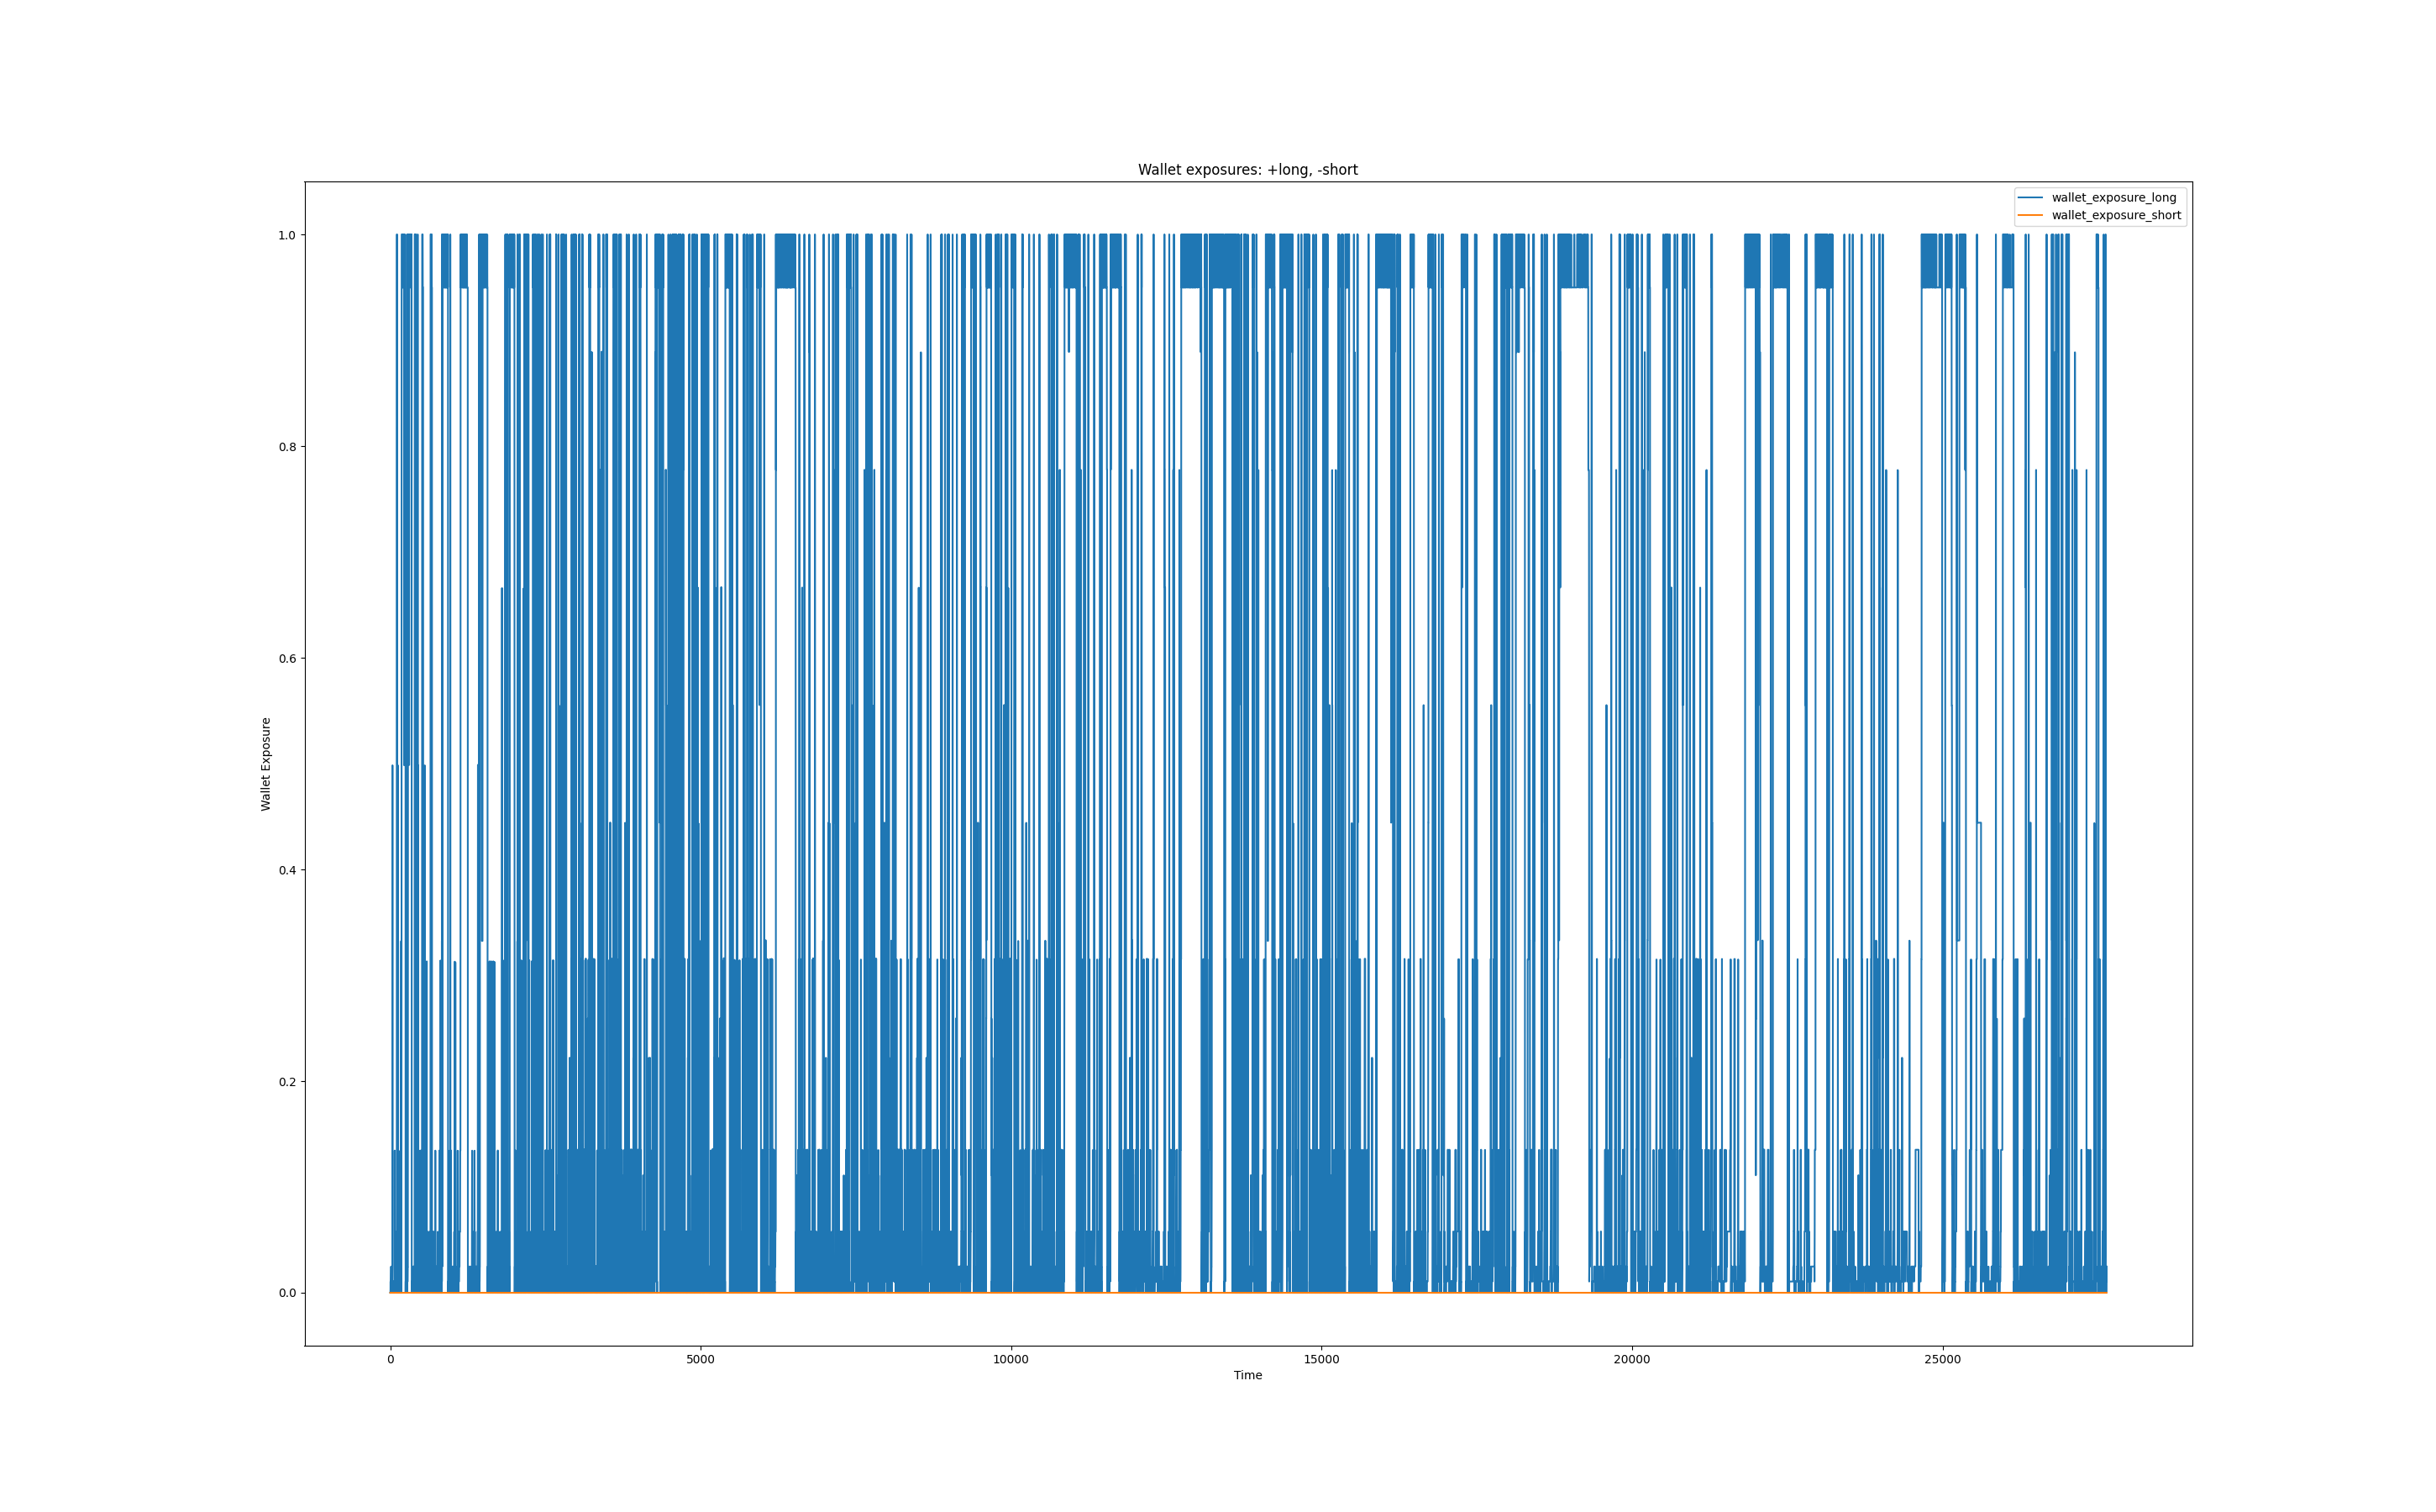 Wallet exposures: +long, -short
wallet_exposure_long
wallet_exposure_short
1.0
0.8
0.6
0.4
0.2
0.0
Wallet Exposure
0 5000 10000 15000 20000 25000
Time